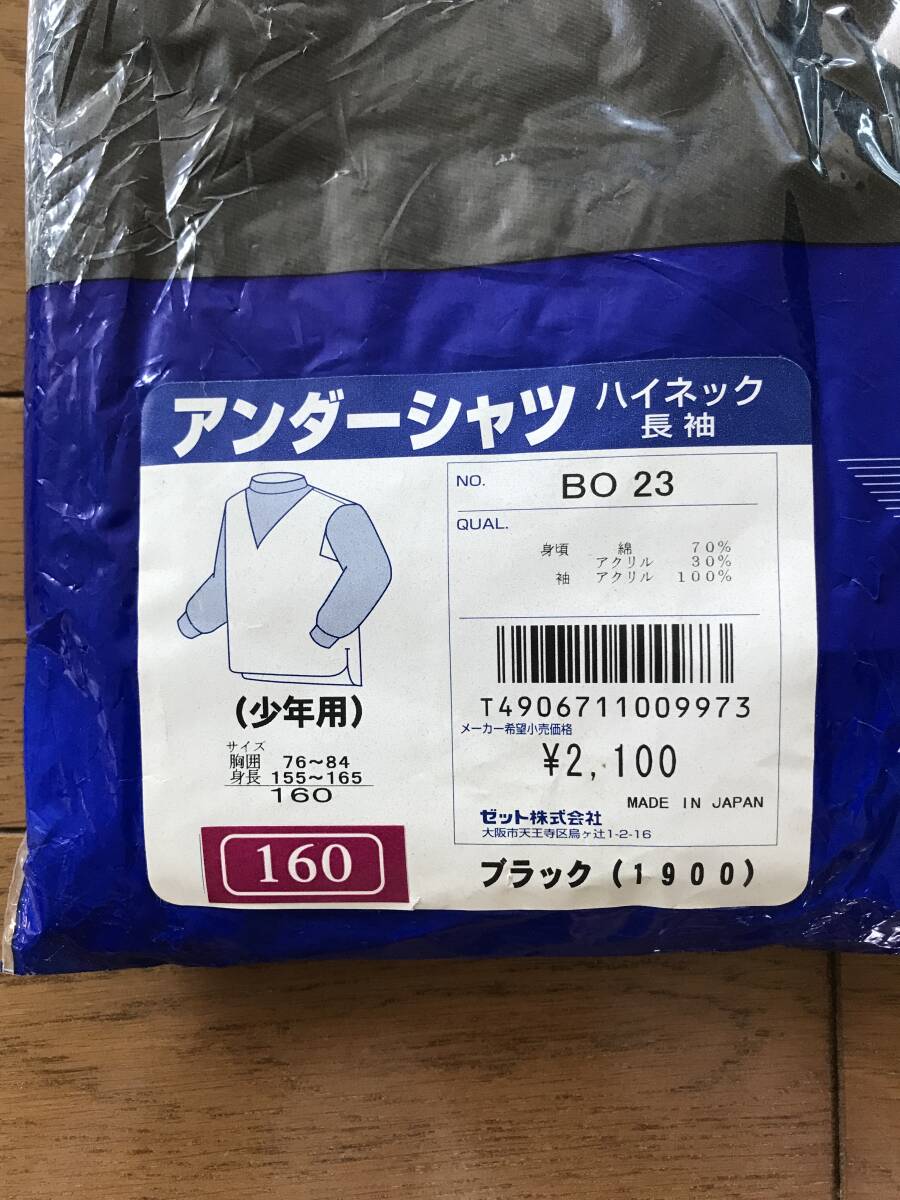 アンダーシャツ
ハイネック
長袖
(少年用)
サイズ
胸囲 76〜84
身長 155〜165
160
160
NO. BO 23
QUAL.
身頃 綿 70%
アクリル 30%
袖 アクリル 100%
T4906711009973
メーカー希望小売価格
¥2,100
MADE IN JAPAN
ゼット株式会社
大阪市天王寺区烏ヶ辻1-2-16
ブラック(1900)